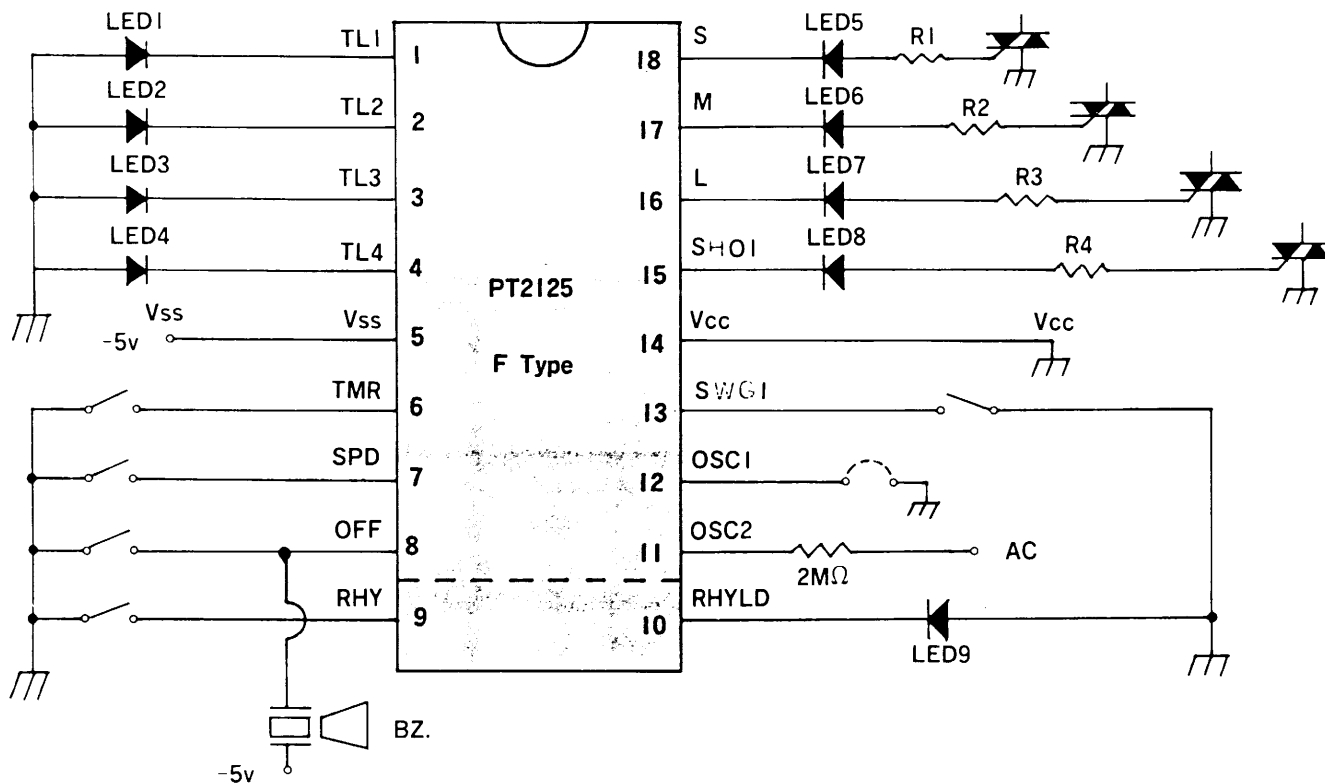 LED1
TL1
1
LED2
TL2
2
LED3
TL3
3
LED4
TL4
4
Vss
-5v
Vss
5
TMR
6
SPD
7
OFF
8
RHY
9
BZ.
-5v
PT2125
F Type
18
S
LED5
R1
17
M
LED6
R2
16
L
LED7
R3
15
SHO1
LED8
R4
14
Vcc
Vcc
13
SWG1
12
OSC1
11
OSC2
2MΩ
AC
10
RHYLD
LED9